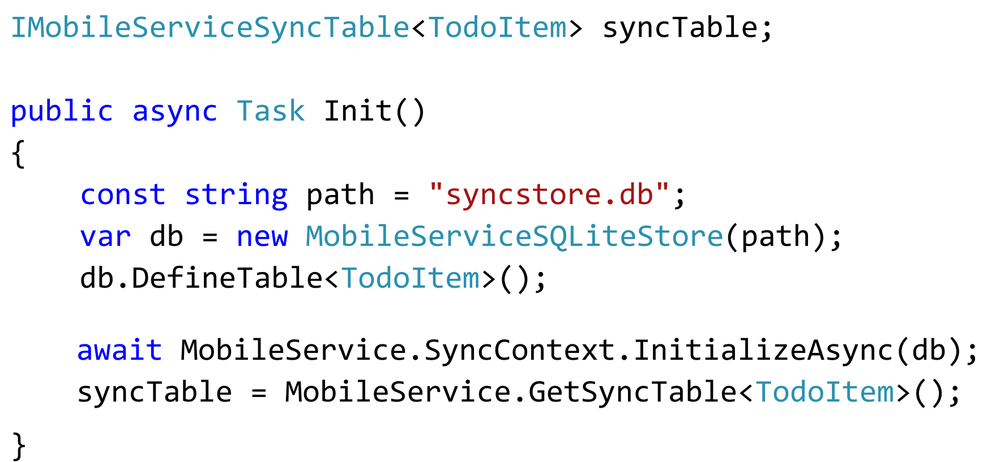 IMobileServiceSyncTable<TodoItem> syncTable;
public async Task Init()
{
const string path = "syncstore.db";
var db = new MobileServiceSQLiteStore(path);
db.DefineTable<TodoItem>();
await MobileService.SyncContext.InitializeAsync(db);
syncTable = MobileService.GetSyncTable<TodoItem>();
}